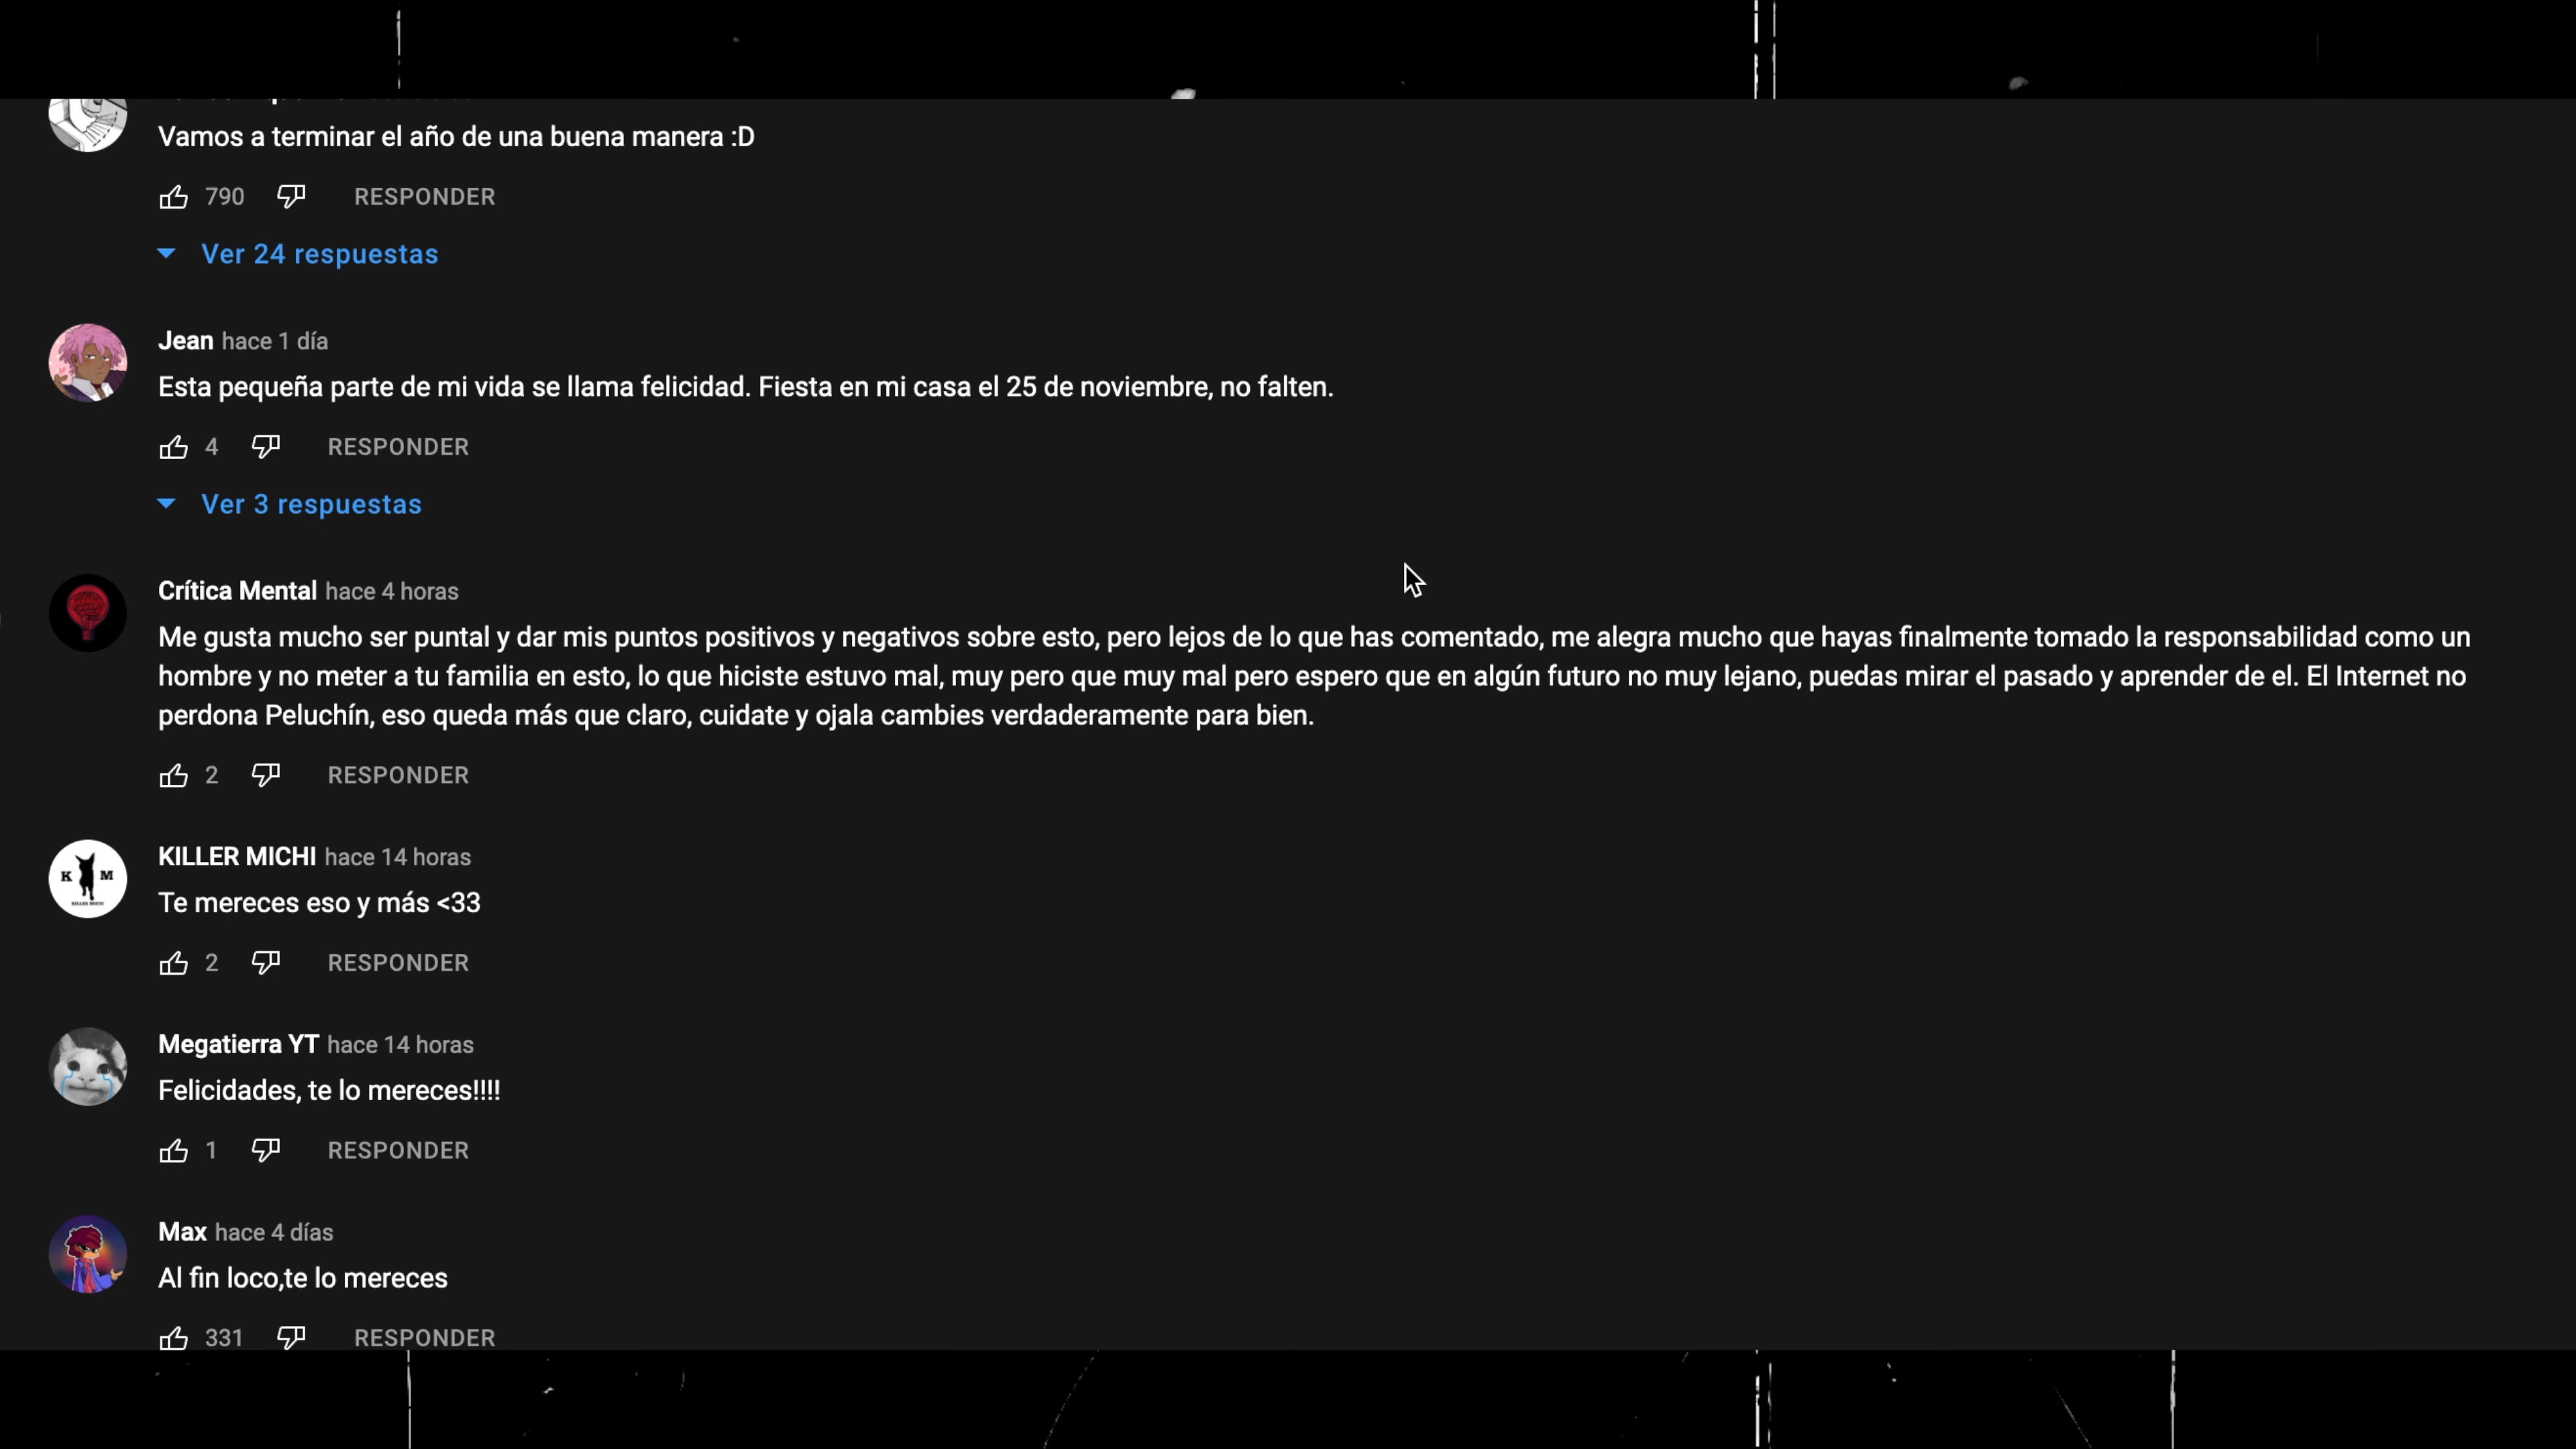 Vamos a terminar el año de una buena manera :D
790 RESPONDER
Ver 24 respuestas
Jean hace 1 día
Esta pequeña parte de mi vida se llama felicidad. Fiesta en mi casa el 25 de noviembre, no falten.
4 RESPONDER
Ver 3 respuestas
Crítica Mental hace 4 horas
Me gusta mucho ser puntal y dar mis puntos positivos y negativos sobre esto, pero lejos de lo que has comentado, me alegra mucho que hayas finalmente tomado la responsabilidad como un
hombre y no meter a tu familia en esto, lo que hiciste estuvo mal, muy pero que muy mal pero espero que en algún futuro no muy lejano, puedas mirar el pasado y aprender de el. El Internet no
perdona Peluchín, eso queda más que claro, cuidate y ojala cambies verdaderamente para bien.
2 RESPONDER
K M
KILLER MICHI
KILLER MICHI hace 14 horas
Te mereces eso y más <33
2 RESPONDER
Megatierra YT hace 14 horas
Felicidades, te lo mereces!!!!
1 RESPONDER
Max hace 4 días
Al fin loco,te lo mereces
331 RESPONDER